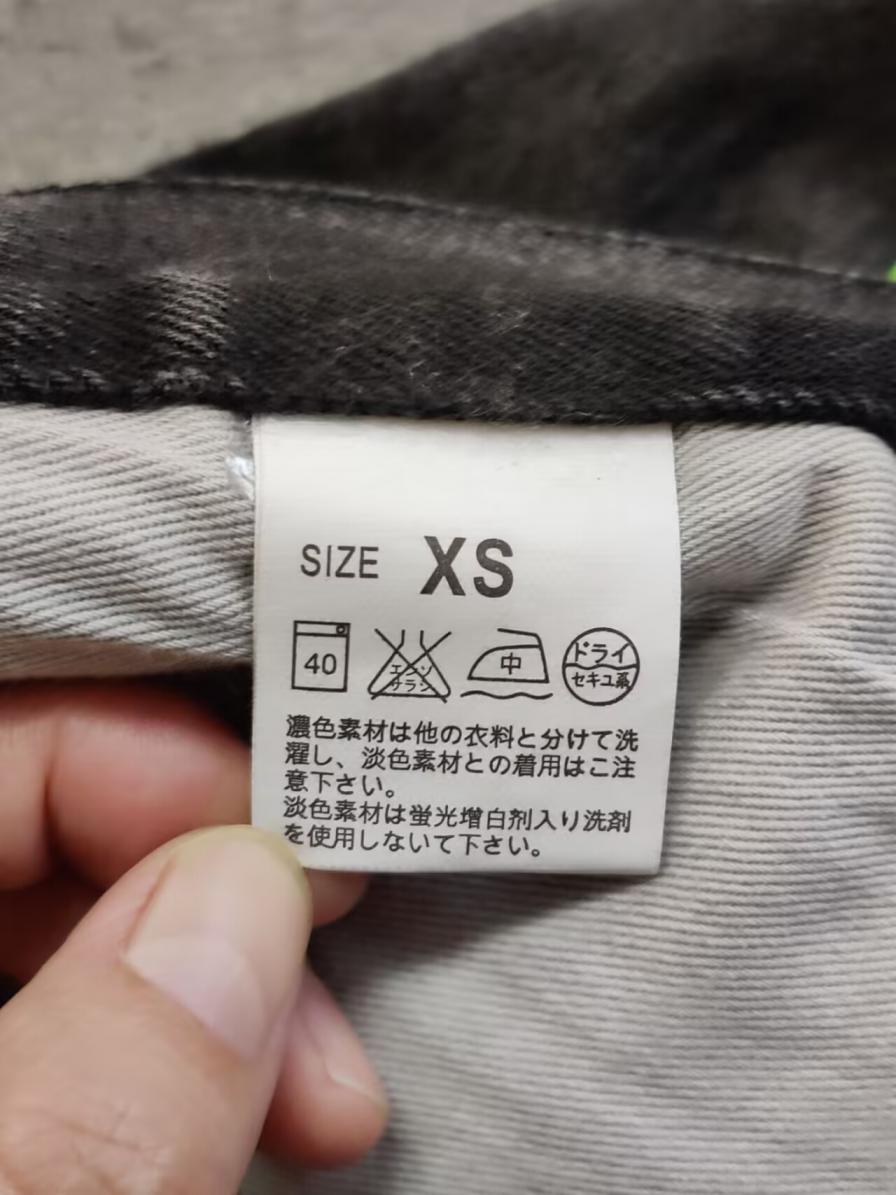 SIZE XS
40 エンソ サラシ 中 ドライ セキユ系
濃色素材は他の衣料と分けて洗
濯し、淡色素材との着用はご注
意下さい。
淡色素材は蛍光増白剤入り洗剤
を使用しないで下さい。